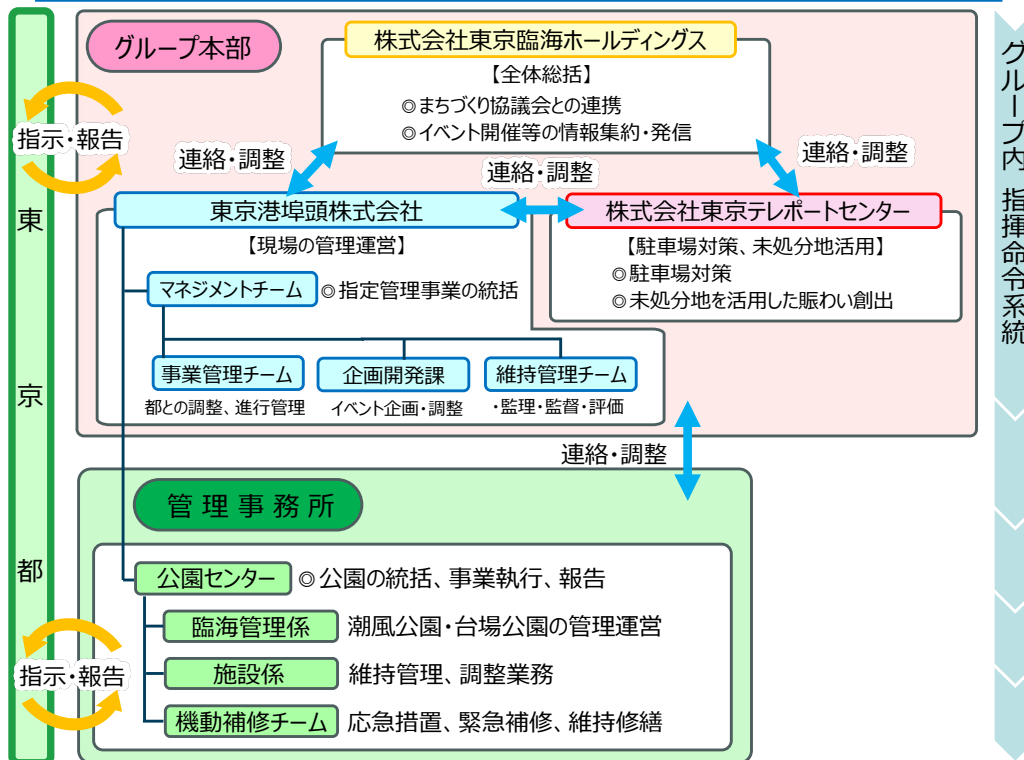 グループ本部
株式会社東京臨海ホールディングス
【全体総括】
◎まちづくり協議会との連携
◎イベント開催等の情報集約・発信
指示・報告
連絡・調整
連絡・調整
連絡・調整
東京港埠頭株式会社
【現場の管理運営】
マネジメントチーム
◎指定管理事業の統括
事業管理チーム
都との調整、進行管理
企画開発課
イベント企画・調整
維持管理チーム
・監理・監督・評価
株式会社東京テレポートセンター
【駐車場対策、未処分地活用】
◎駐車場対策
◎未処分地を活用した賑わい創出
連絡・調整
管理事務所
公園センター
◎公園の統括、事業執行、報告
臨海管理係
潮風公園・台場公園の管理運営
施設係
維持管理、調整業務
機動補修チーム
応急措置、緊急補修、維持修繕
指示・報告
東京都
グループ内 指揮命令系統